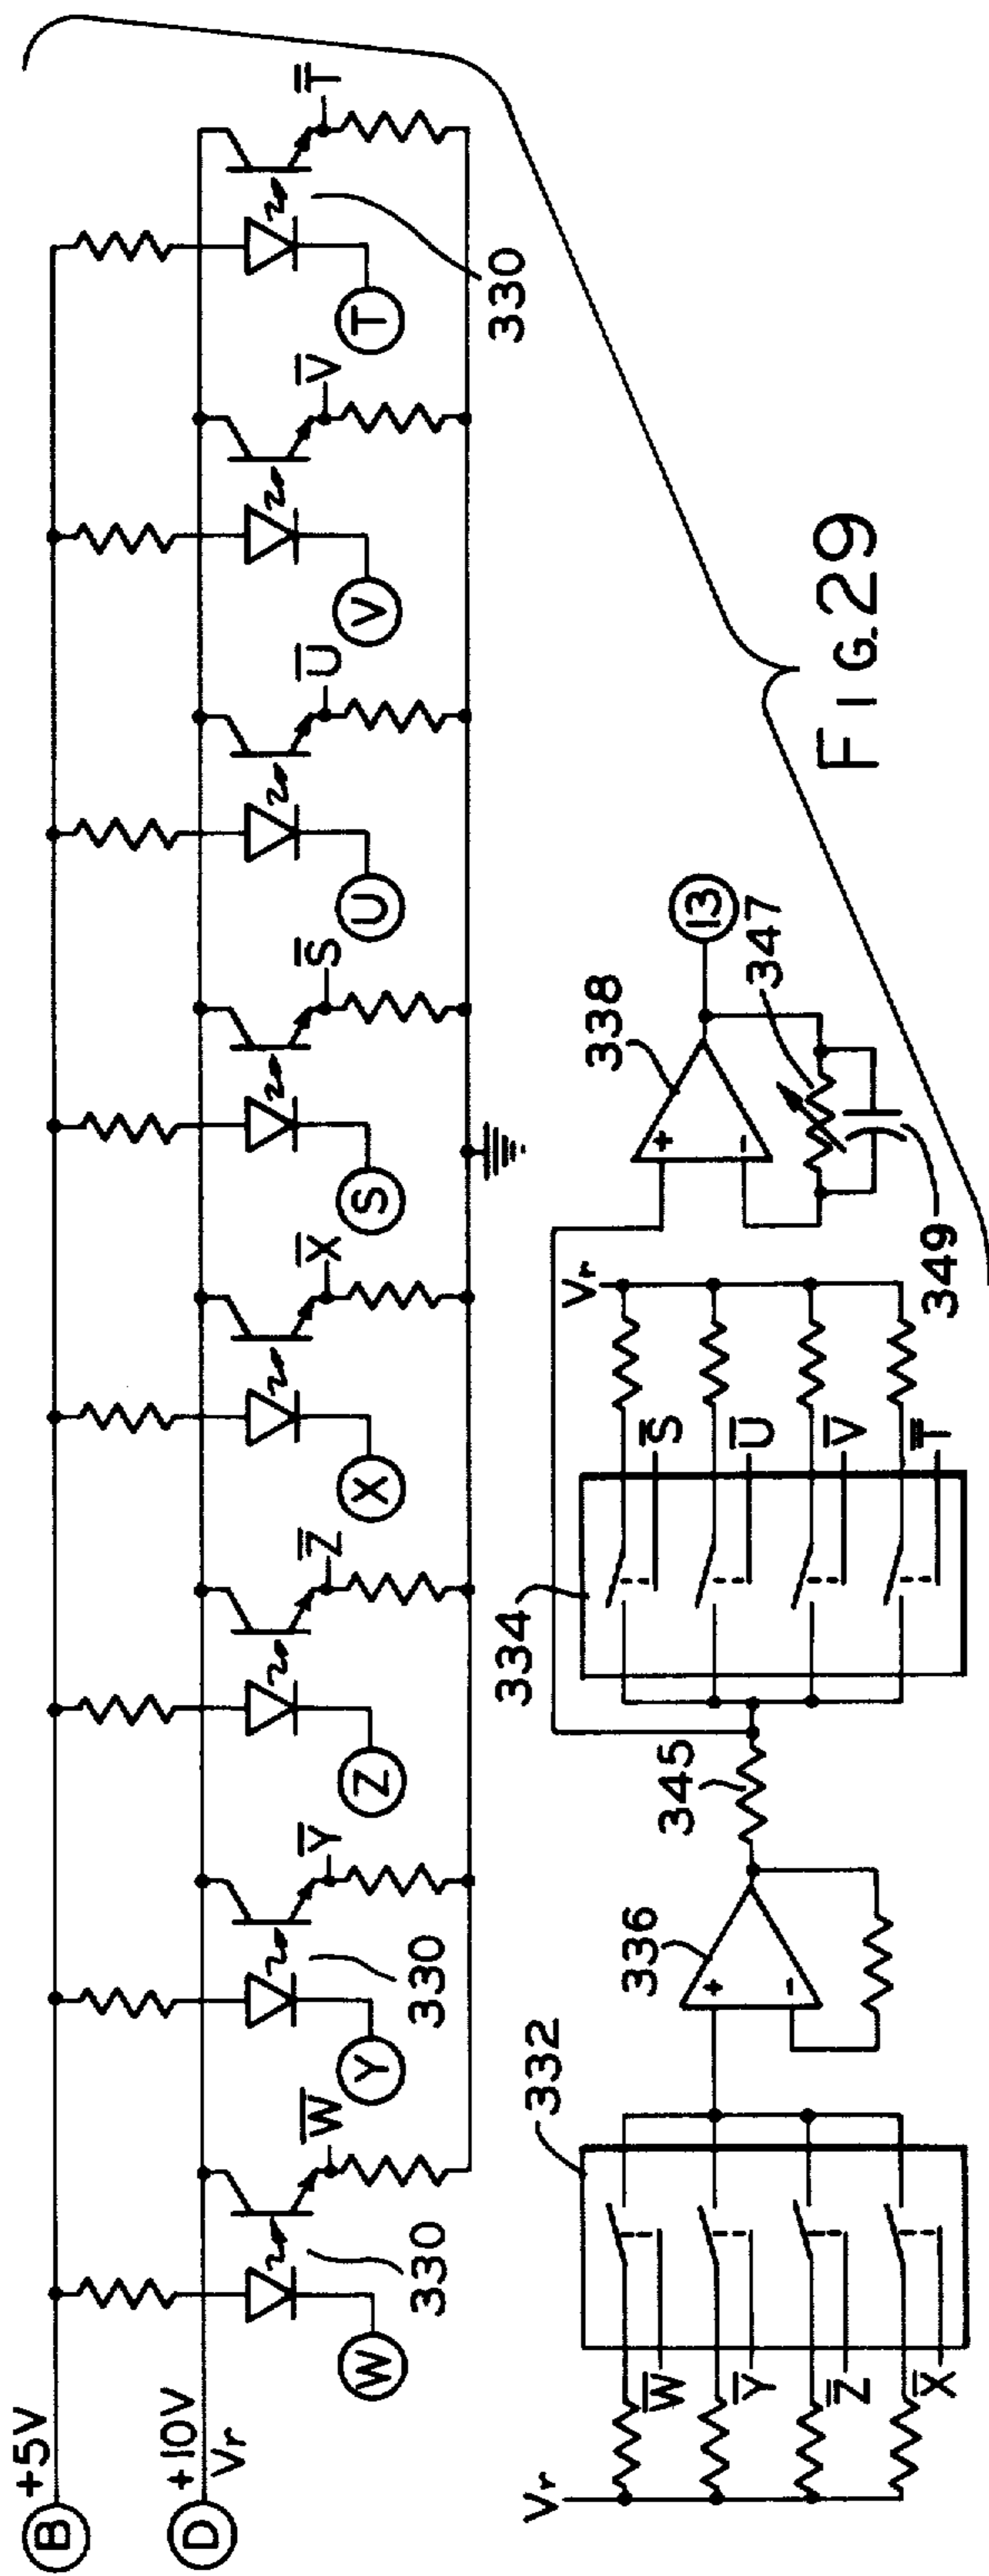 B +5V
D +10V
Vr
W 330 W̅
Y 330 Y̅
Z Z̅
X X̅
S S̅
U U̅
V V̅
T 330 T̅
Vr
W̅
Y̅
Z̅
X̅
332
336
+
-
345
334
S̅
U̅
V̅
T̅
Vr
338
+
-
13
347
349
FIG. 29